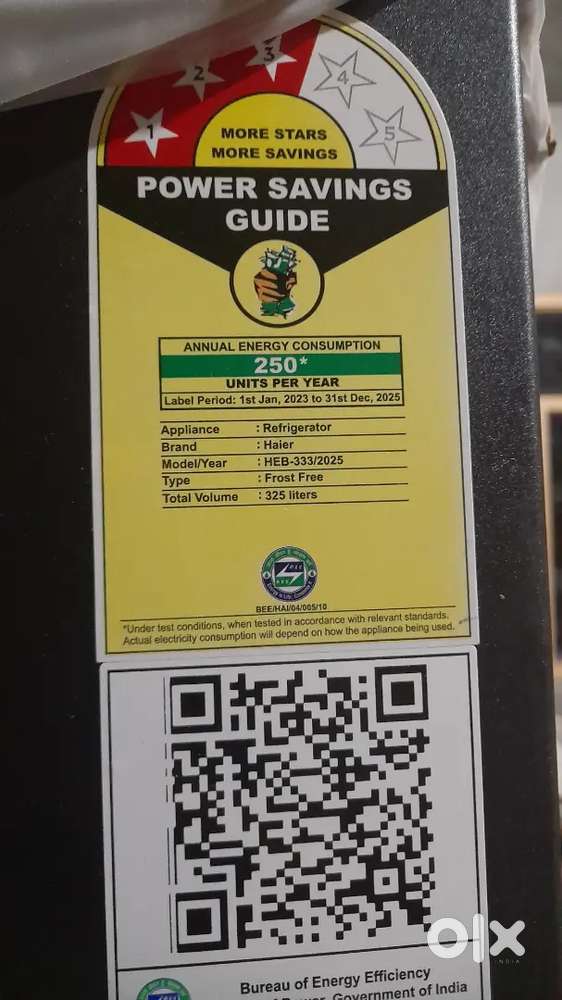 1 2 3 4 5
MORE STARS
MORE SAVINGS
POWER SAVINGS
GUIDE
ANNUAL ENERGY CONSUMPTION
250*
UNITS PER YEAR
Label Period: 1st Jan, 2023 to 31st Dec, 2025
Appliance : Refrigerator
Brand : Haier
Model/Year : HEB-333/2025
Type : Frost Free
Total Volume : 325 liters
BEE/HAI/04/005/10
*Under test conditions, when tested in accordance with relevant standards.
Actual electricity consumption will depend on how the appliance being used.
olx
INDIA
Bureau of Energy Efficiency
Power, Government of India